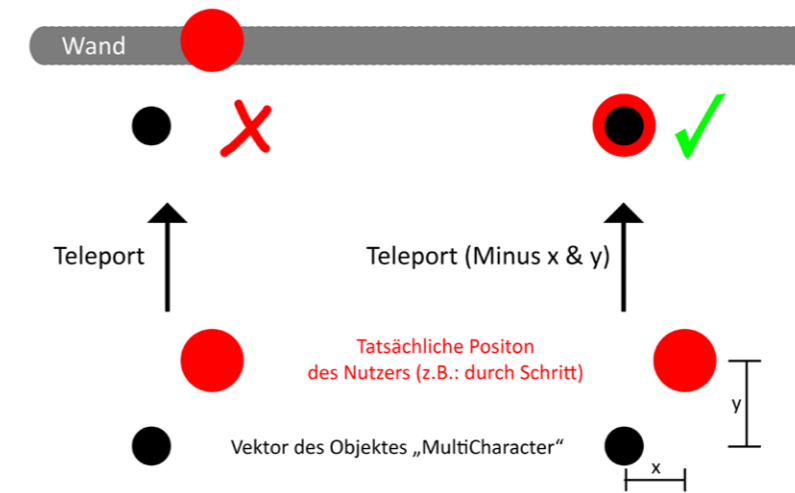 Wand
Teleport
Teleport (Minus x & y)
Tatsächliche Positon
des Nutzers (z.B.: durch Schritt)
y
Vektor des Objektes „MultiCharacter“
x